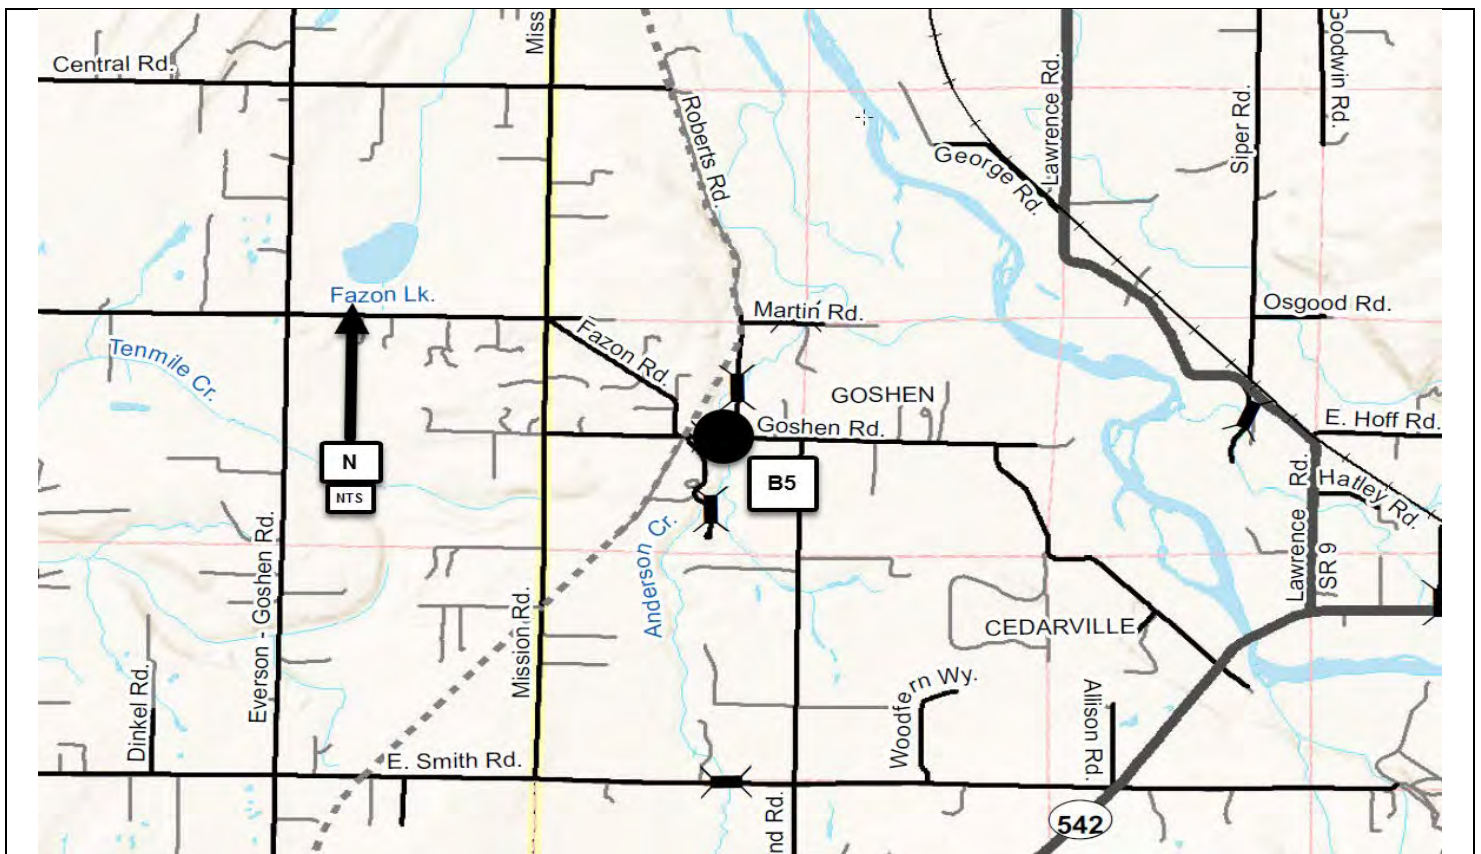 Miss
Central Rd.
Roberts Rd.
Lawrence Rd.
Siper Rd.
Goodwin Rd.
George Rd.
Fazon Lk.
Martin Rd.
Osgood Rd.
Tenmile Cr.
Fazon Rd.
GOSHEN
Goshen Rd.
E. Hoff Rd.
N
NTS
B5
Hatley Rd.
Anderson Cr.
Everson - Goshen Rd.
Lawrence Rd.
SR 9
Mission Rd.
CEDARVILLE
Dinkel Rd.
Woodfern Wy.
Allison Rd.
E. Smith Rd.
nd Rd.
542